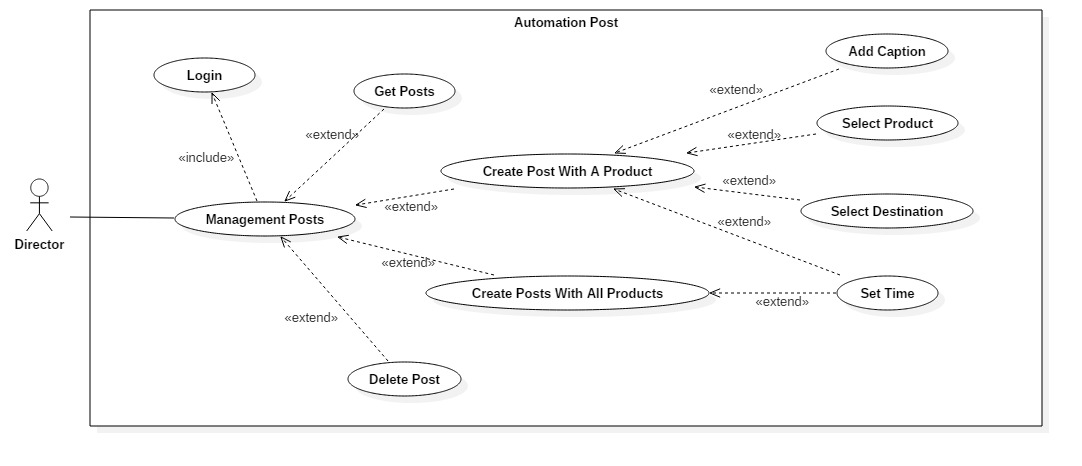 Automation Post
Add Caption
Login
Get Posts
«extend»
Select Product
«extend»
«extend»
«include»
Create Post With A Product
«extend»
«extend»
Select Destination
Management Posts
«extend»
Director
«extend»
Create Posts With All Products
Set Time
«extend»
«extend»
Delete Post